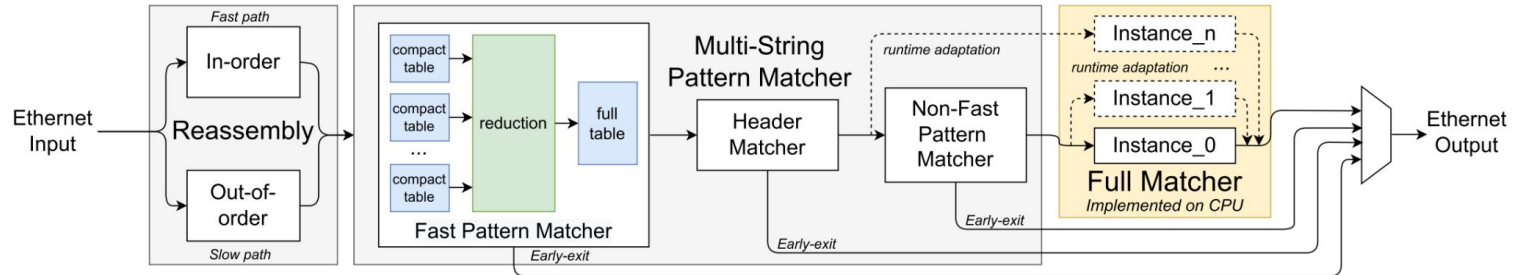 Ethernet
Input
Fast path
In-order
Reassembly
Out-of-
order
Slow path
compact
table
compact
table
...
compact
table
reduction
full
table
Fast Pattern Matcher
Multi-String
Pattern Matcher
Header
Matcher
Non-Fast
Pattern
Matcher
runtime adaptation
Early-exit
Early-exit
Early-exit
Instance_n
runtime adaptation ...
Instance_1
Instance_0
Full Matcher
Implemented on CPU
Ethernet
Output